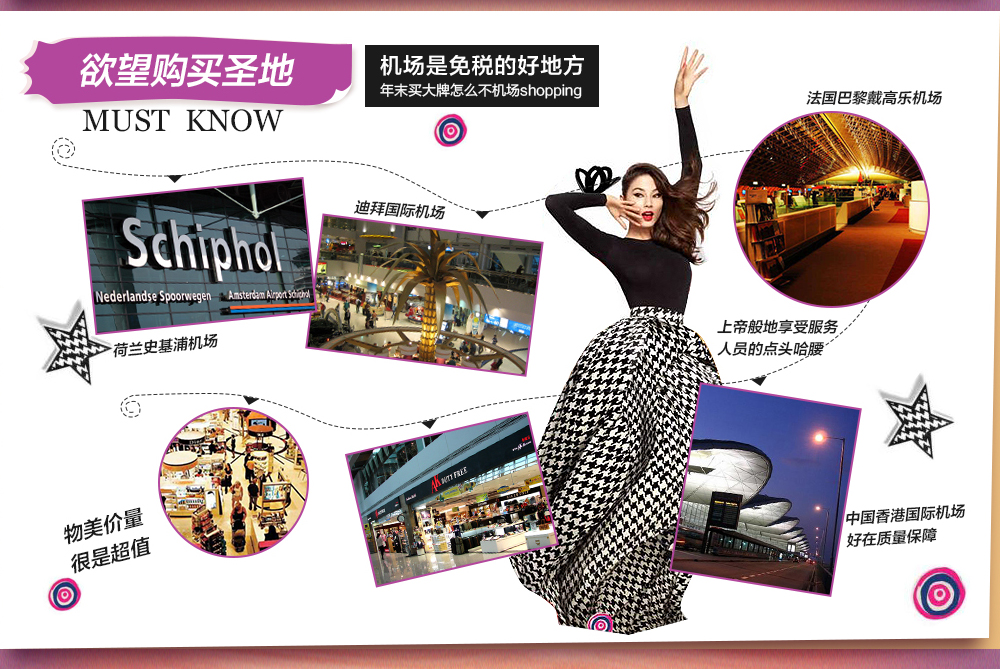 欲望购买圣地
MUST KNOW
机场是免税的好地方
年末买大牌怎么不机场shopping
法国巴黎戴高乐机场
迪拜国际机场
Schiphol
Nederlandse Spoorwegen
Amsterdam Airport Schiphol
荷兰史基浦机场
上帝般地享受服务
人员的点头哈腰
DUTY FREE
物美价量
很是超值
中国香港国际机场
好在质量保障